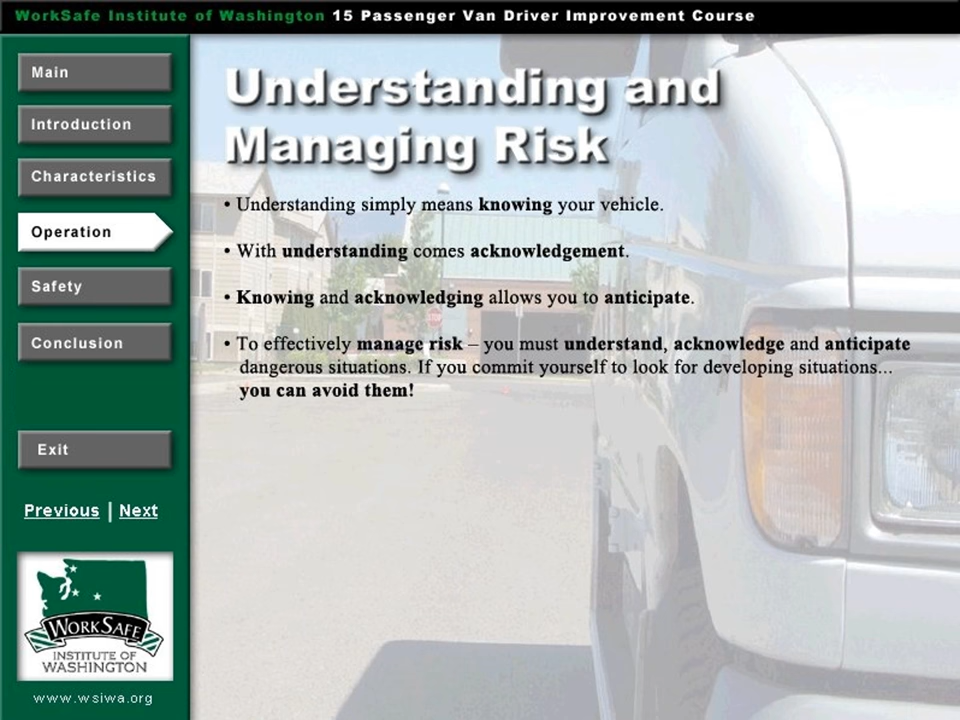 WorkSafe Institute of Washington 15 Passenger Van Driver Improvement Course
Main
Introduction
Characteristics
Operation
Safety
Conclusion
Exit
Previous | Next
WORKSAFE
INSTITUTE OF
WASHINGTON
www.wsiwa.org
Understanding and
Managing Risk
• Understanding simply means knowing your vehicle.
• With understanding comes acknowledgement.
• Knowing and acknowledging allows you to anticipate.
• To effectively manage risk – you must understand, acknowledge and anticipate
dangerous situations. If you commit yourself to look for developing situations...
you can avoid them!